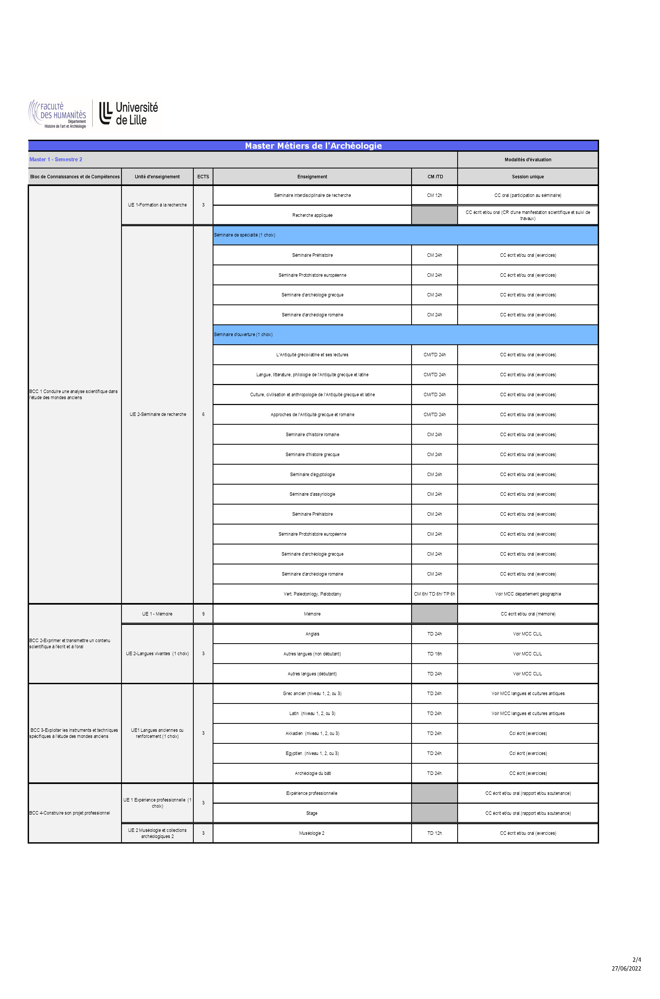 FACULTÉ
DES HUMANITÉS
Département
Histoire de l'art et Archéologie
Université
de Lille
Master Métiers de l'Archéologie
Master 1 - Semestre 2
Modalités d'évaluation
Bloc de Connaissances et de Compétences Unité d'enseignement ECTS Enseignement CM /TD Session unique
BCC 1 Conduire une analyse scientifique dans
l'étude des mondes anciens
UE 1-Formation à la recherche 3
Séminaire interdisciplinaire de recherche CM 12h CC oral (participation au séminaire)
Recherche appliquée CC écrit et/ou oral (CR d'une manifestation scientifique et suivi de
travaux)
UE 2-Séminaire de recherche 6
Séminaire de spécialité (1 choix)
Séminaire Préhistoire CM 24h CC écrit et/ou oral (exercices)
Séminaire Protohistoire européenne CM 24h CC écrit et/ou oral (exercices)
Séminaire d'archéologie grecque CM 24h CC écrit et/ou oral (exercices)
Séminaire d'archéologie romaine CM 24h CC écrit et/ou oral (exercices)
Séminaire d'ouverture (1 choix)
L'Antiquité gréco-latine et ses lectures CM/TD 24h CC écrit et/ou oral (exercices)
Langue, littérature, philologie de l'Antiquité grecque et latine CM/TD 24h CC écrit et/ou oral (exercices)
Culture, civilisation et anthropologie de l'Antiquité grecque et latine CM/TD 24h CC écrit et/ou oral (exercices)
Approches de l'Antiquité grecque et romaine CM/TD 24h CC écrit et/ou oral (exercices)
Séminaire d'histoire romaine CM 24h CC écrit et/ou oral (exercices)
Séminaire d'histoire grecque CM 24h CC écrit et/ou oral (exercices)
Séminaire d'égyptologie CM 24h CC écrit et/ou oral (exercices)
Séminaire d'assyriologie CM 24h CC écrit et/ou oral (exercices)
Séminaire Préhistoire CM 24h CC écrit et/ou oral (exercices)
Séminaire Protohistoire européenne CM 24h CC écrit et/ou oral (exercices)
Séminaire d'archéologie grecque CM 24h CC écrit et/ou oral (exercices)
Séminaire d'archéologie romaine CM 24h CC écrit et/ou oral (exercices)
Vert. Paleotonlogy, Palobotany CM 6h/ TD 6h/ TP 6h Voir MCC département géographie
BCC 2-Exprimer et transmettre un contenu
scientifique à l'écrit et à l'oral
UE 1 - Mémoire 9 Mémoire CC écrit et/ou oral (mémoire)
UE 2-Langues vivantes (1 choix) 3
Anglais TD 24h Voir MCC CLIL
Autres langues (non débutant) TD 18h Voir MCC CLIL
Autres langues (débutant) TD 24h Voir MCC CLIL
BCC 3-Exploiter les instruments et techniques
spécifiques à l'étude des mondes anciens
UE1 Langues anciennes ou
renforcement (1 choix)
3
Grec ancien (niveau 1, 2, ou 3) TD 24h Voir MCC langues et cultures antiques
Latin (niveau 1, 2, ou 3) TD 24h Voir MCC langues et cultures antiques
Akkadien (niveau 1, 2, ou 3) TD 24h Cci écrit (exercices)
Egyptien (niveau 1, 2, ou 3) TD 24h Cci écrit (exercices)
Archéologie du bâti TD 24h CC écrit (exercices)
BCC 4-Construire son projet professionnel
UE 1 Expérience professionnelle (1
choix)
3
Expérience professionnelle CC écrit et/ou oral (rapport et/ou soutenance)
Stage CC écrit et/ou oral (rapport et/ou soutenance)
UE 2 Muséologie et collections
archéologiques 2
3 Muséologie 2 TD 12h CC écrit et/ou oral (exercices)
2/4
27/06/2022